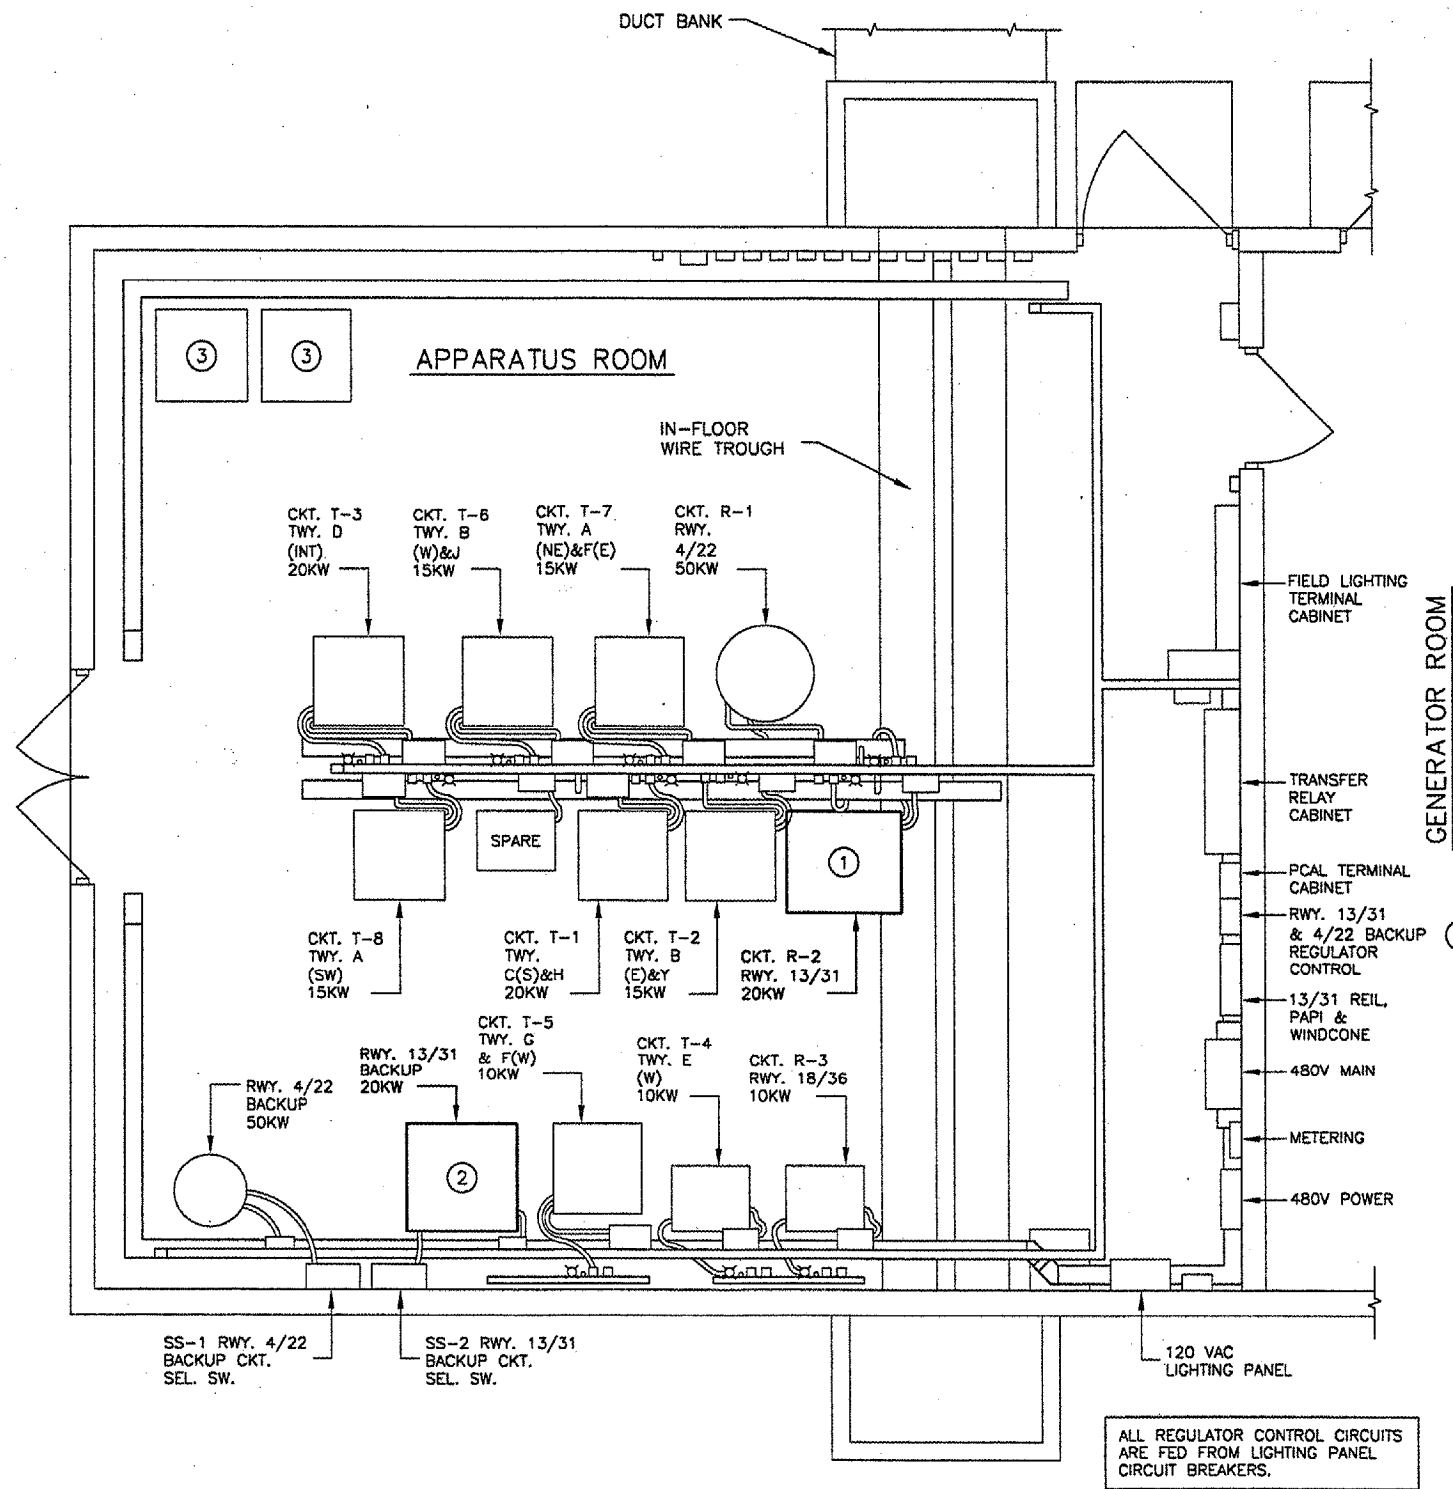 DUCT BANK
③
③
APPARATUS ROOM
IN-FLOOR
WIRE TROUGH
CKT. T-3
TWY. D
(INT)
20KW
CKT. T-6
TWY. B
(W)&J
15KW
CKT. T-7
TWY. A
(NE)&F(E)
15KW
CKT. R-1
RWY.
4/22
50KW
FIELD LIGHTING
TERMINAL
CABINET
GENERATOR ROOM
TRANSFER
RELAY
CABINET
SPARE
①
PCAL TERMINAL
CABINET
RWY. 13/31
& 4/22 BACKUP
REGULATOR
CONTROL
CKT. T-8
TWY. A
(SW)
15KW
CKT. T-1
TWY.
C(S)&H
20KW
CKT. T-2
TWY. B
(E)&Y
15KW
CKT. R-2
RWY. 13/31
20KW
13/31 REIL,
PAPI &
WINDCONE
RWY. 4/22
BACKUP
50KW
RWY. 13/31
BACKUP
20KW
CKT. T-5
TWY. G
& F(W)
10KW
CKT. T-4
TWY. E
(W)
10KW
CKT. R-3
RWY. 18/36
10KW
480V MAIN
METERING
②
480V POWER
SS-1 RWY. 4/22
BACKUP CKT.
SEL. SW.
SS-2 RWY. 13/31
BACKUP CKT.
SEL. SW.
120 VAC
LIGHTING PANEL
ALL REGULATOR CONTROL CIRCUITS
ARE FED FROM LIGHTING PANEL
CIRCUIT BREAKERS.